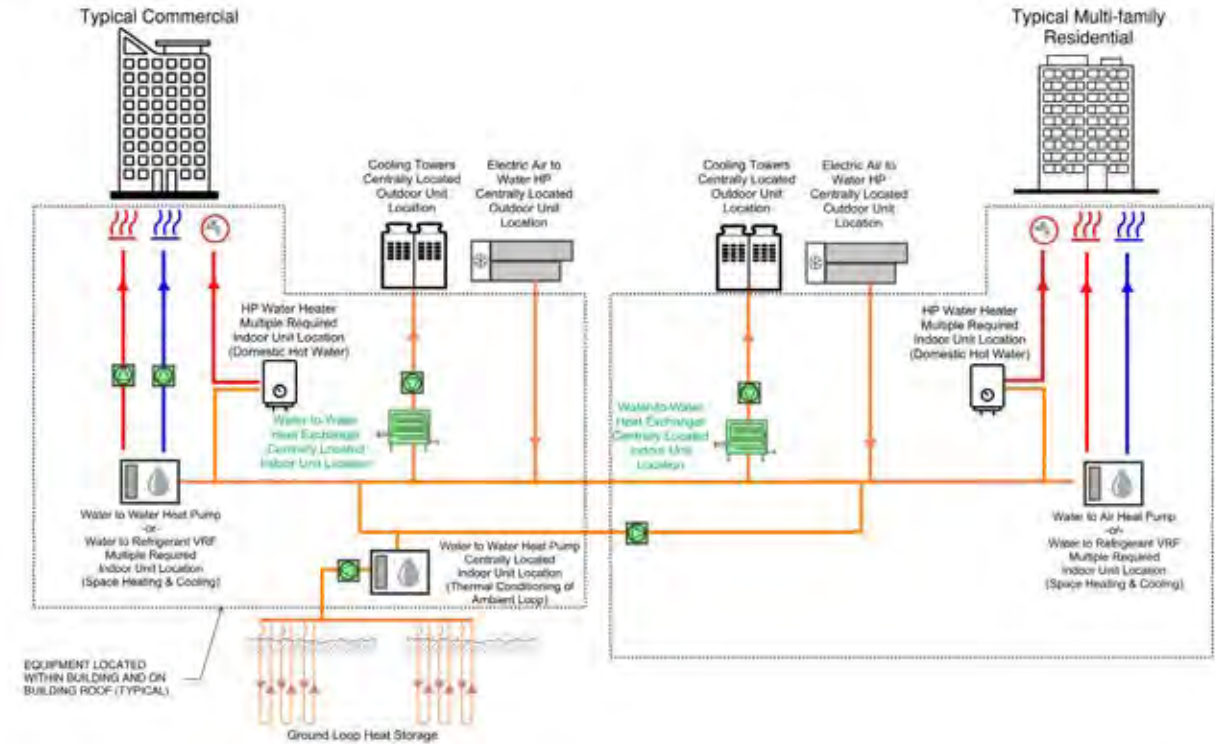 Typical Commercial
Typical Multi-family
Residential
Cooling Towers
Centrally Located
Outdoor Unit
Location
Electric Air to
Water HP
Centrally Located
Outdoor Unit
Location
Cooling Towers
Centrally Located
Outdoor Unit
Location
Electric Air to
Water HP
Centrally Located
Outdoor Unit
Location
HP Water Heater
Multiple Required
Indoor Unit Location
(Domestic Hot Water)
HP Water Heater
Multiple Required
Indoor Unit Location
(Domestic Hot Water)
Water-to-Water
Heat Exchanger
Centrally Located
Indoor Unit Location
Water-to-Water
Heat Exchanger
Centrally Located
Indoor Unit
Location
Water to Water Heat Pump
-or-
Water to Refrigerant VRF
Multiple Required
Indoor Unit Location
(Space Heating & Cooling)
Water to Water Heat Pump
Centrally Located
Indoor Unit Location
(Thermal Conditioning of
Ambient Loop)
Water to Air Heat Pump
-or-
Water to Refrigerant VRF
Multiple Required
Indoor Unit Location
(Space Heating & Cooling)
EQUIPMENT LOCATED
WITHIN BUILDING AND ON
BUILDING ROOF (TYPICAL)
Ground Loop Heat Storage